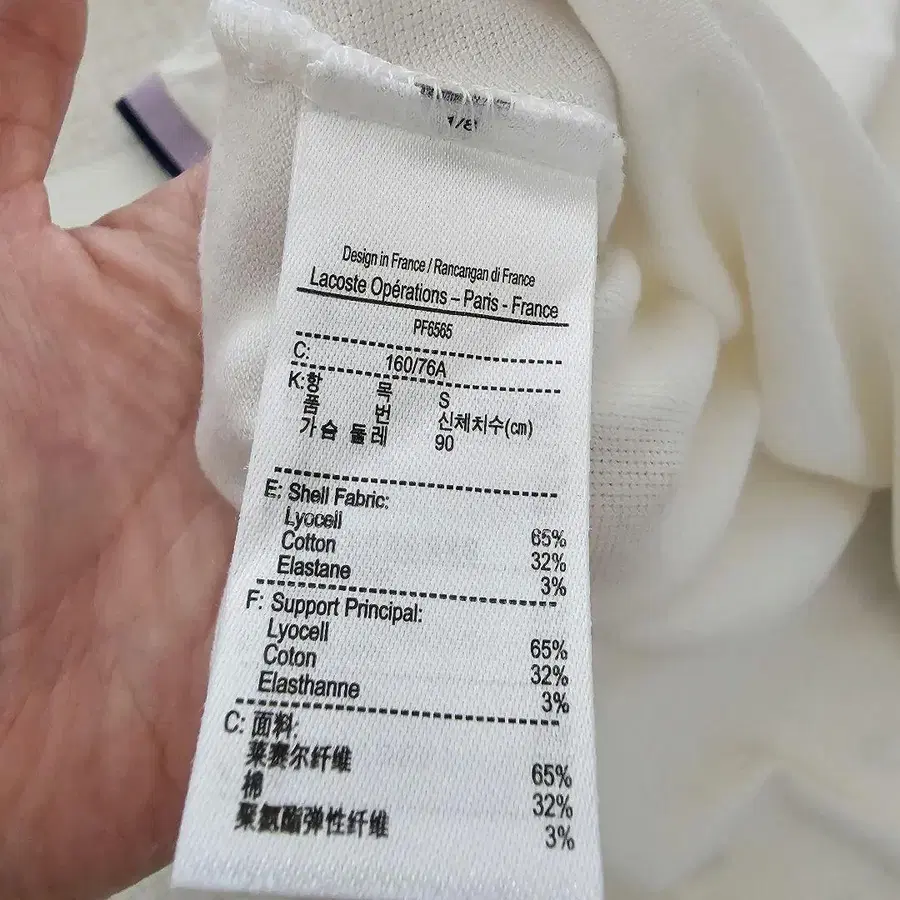 1/8
Design in France / Rancangan di France
Lacoste Opérations – Paris - France
PF6565
C: 160/76A
K: 항 목 S
품 번 신체치수(cm)
가슴 둘레 90
E: Shell Fabric:
Lyocell 65%
Cotton 32%
Elastane 3%
F: Support Principal:
Lyocell 65%
Coton 32%
Elasthanne 3%
C: 面料:
莱赛尔纤维 65%
棉 32%
聚氨酯弹性纤维 3%